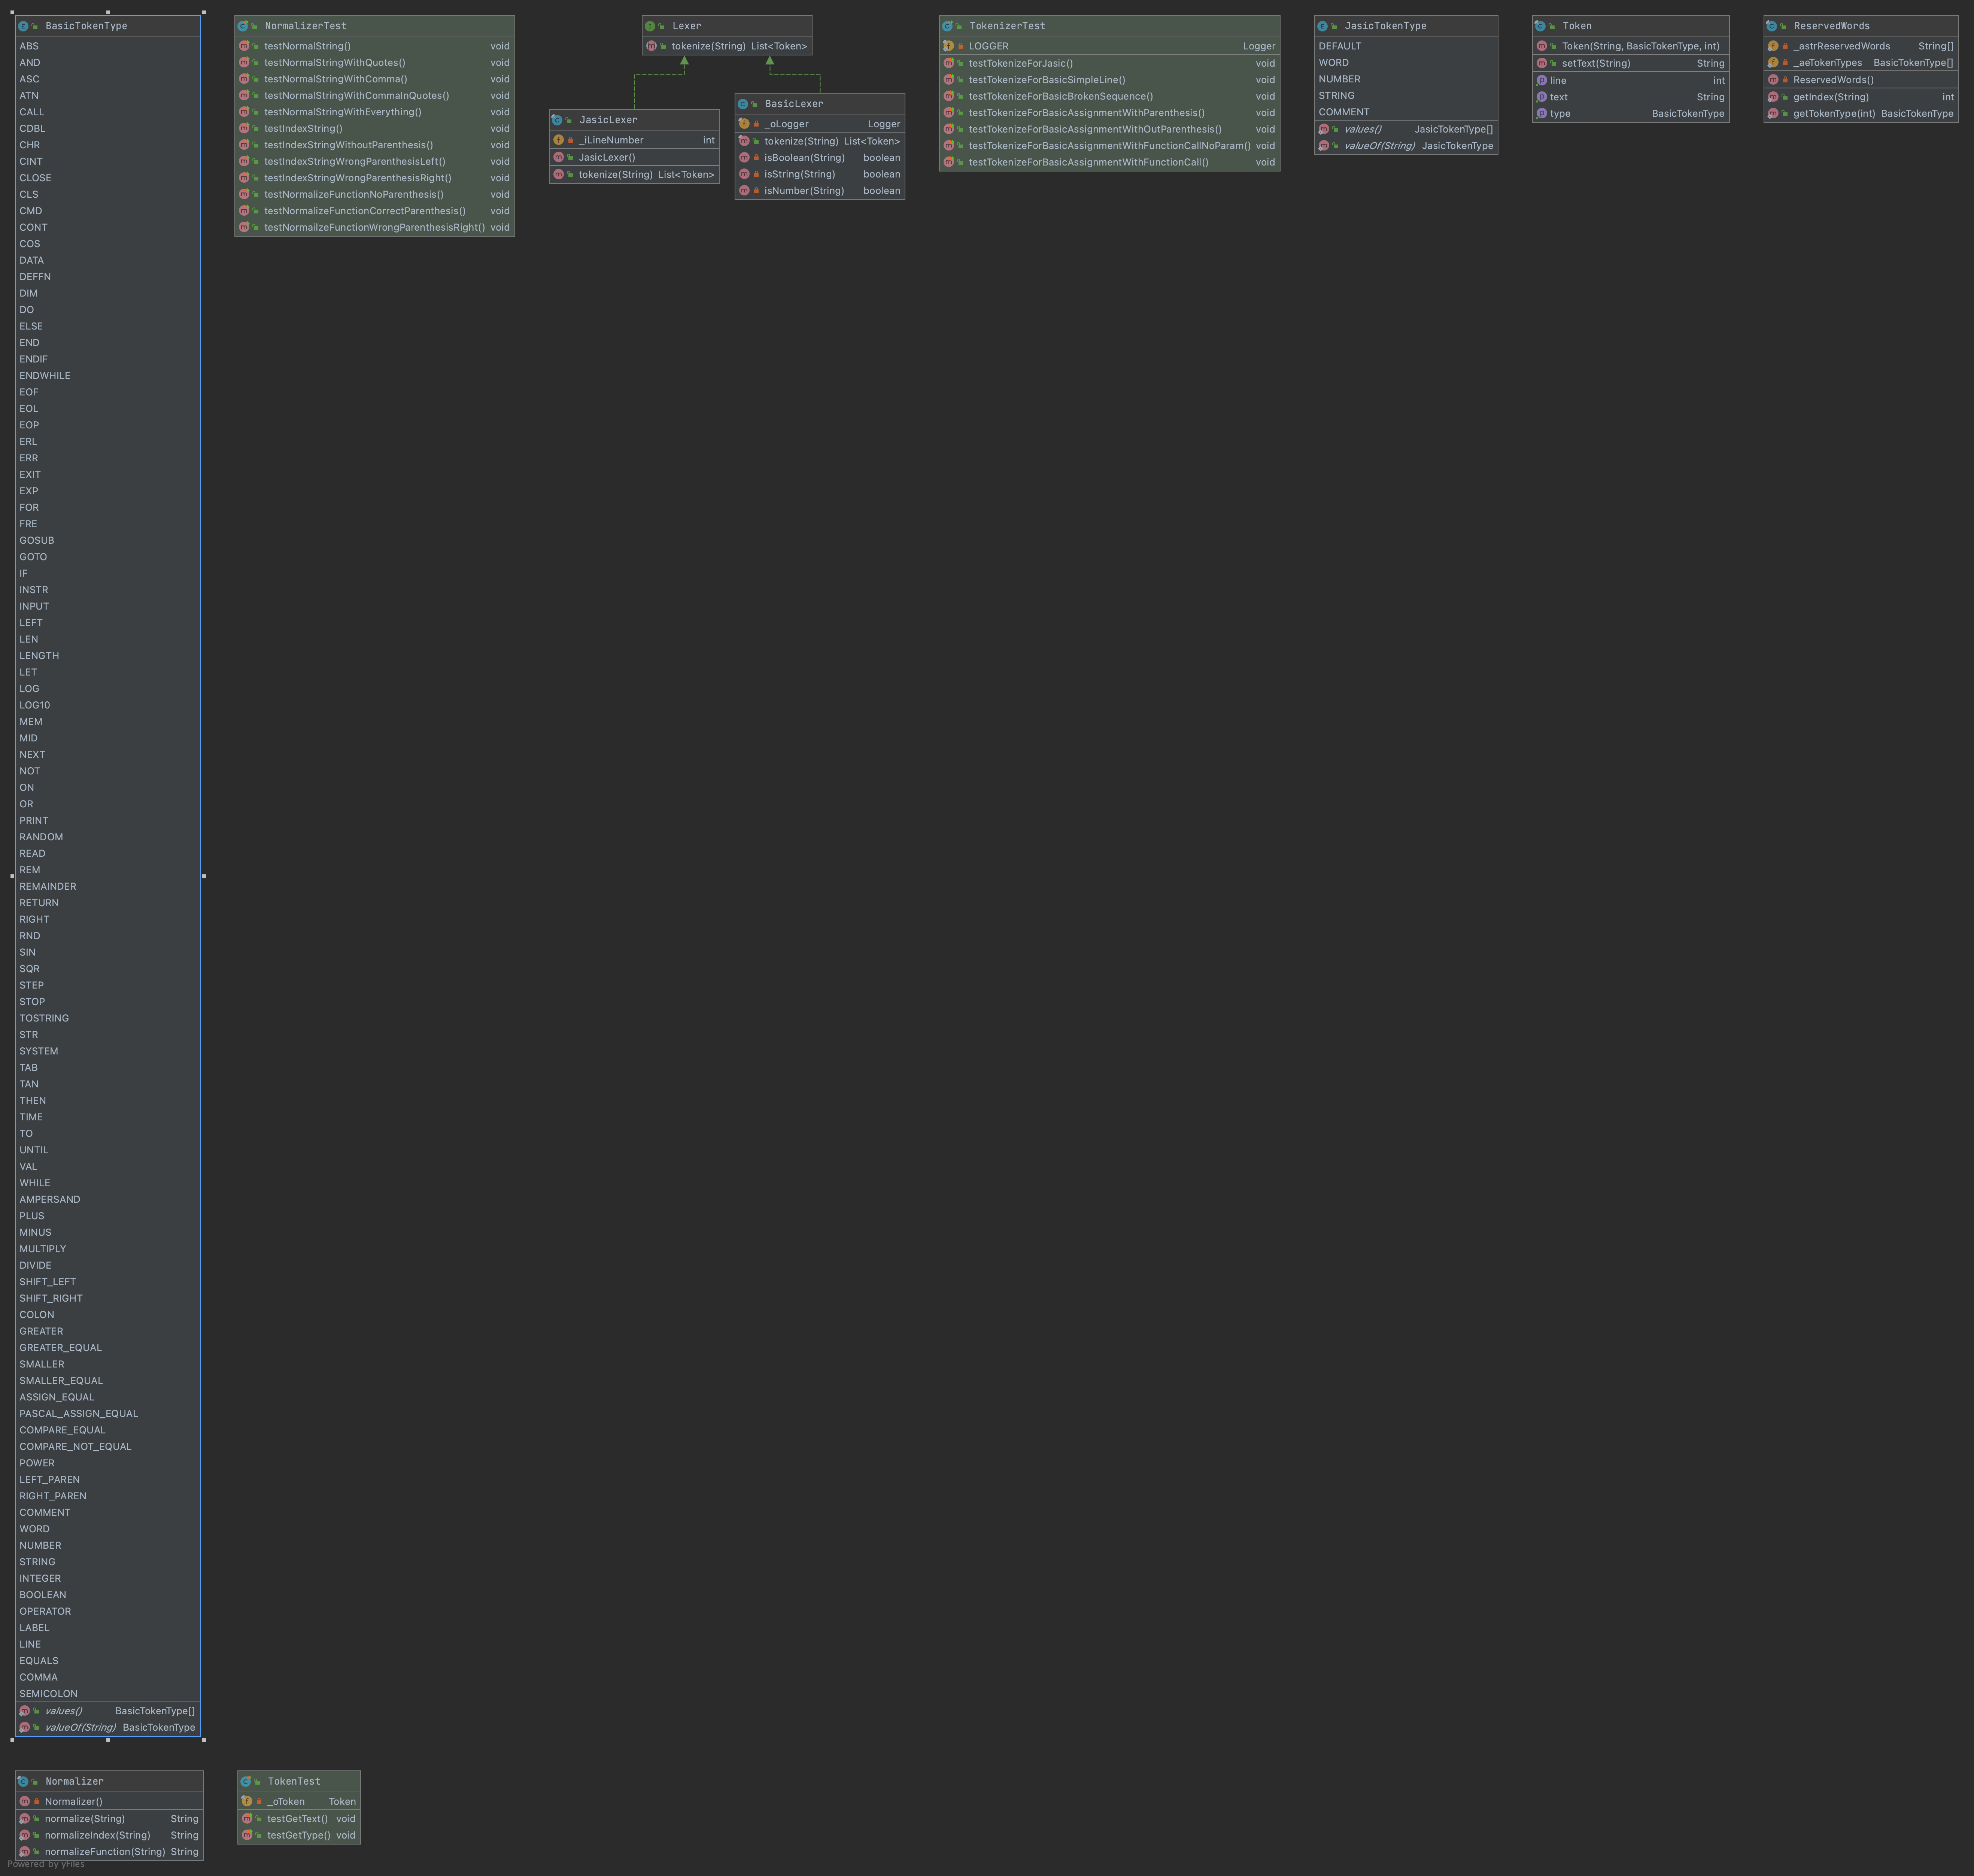 BasicTokenType
ABS
AND
ASC
ATN
CALL
CDBL
CHR
CINT
CLOSE
CLS
CMD
CONT
COS
DATA
DEFFN
DIM
DO
ELSE
END
ENDIF
ENDWHILE
EOF
EOL
EOP
ERL
ERR
EXIT
EXP
FOR
FRE
GOSUB
GOTO
IF
INSTR
INPUT
LEFT
LEN
LENGTH
LET
LOG
LOG10
MEM
MID
NEXT
NOT
ON
OR
PRINT
RANDOM
READ
REM
REMAINDER
RETURN
RIGHT
RND
SIN
SQR
STEP
STOP
TOSTRING
STR
SYSTEM
TAB
TAN
THEN
TIME
TO
UNTIL
VAL
WHILE
AMPERSAND
PLUS
MINUS
MULTIPLY
DIVIDE
SHIFT_LEFT
SHIFT_RIGHT
COLON
GREATER
GREATER_EQUAL
SMALLER
SMALLER_EQUAL
ASSIGN_EQUAL
PASCAL_ASSIGN_EQUAL
COMPARE_EQUAL
COMPARE_NOT_EQUAL
POWER
LEFT_PAREN
RIGHT_PAREN
COMMENT
WORD
NUMBER
STRING
INTEGER
BOOLEAN
OPERATOR
LABEL
LINE
EQUALS
COMMA
SEMICOLON
values() BasicTokenType[]
valueOf(String) BasicTokenType
NormalizerTest
testNormalString() void
testNormalStringWithQuotes() void
testNormalStringWithComma() void
testNormalStringWithCommaInQuotes() void
testNormalStringWithEverything() void
testIndexString() void
testIndexStringWithoutParenthesis() void
testIndexStringWrongParenthesisLeft() void
testIndexStringWrongParenthesisRight() void
testNormalizeFunctionNoParenthesis() void
testNormalizeFunctionCorrectParenthesis() void
testNormailzeFunctionWrongParenthesisRight() void
Lexer
tokenize(String) List<Token>
JasicLexer
_iLineNumber int
JasicLexer()
tokenize(String) List<Token>
BasicLexer
_oLogger Logger
tokenize(String) List<Token>
isBoolean(String) boolean
isString(String) boolean
isNumber(String) boolean
TokenizerTest
LOGGER Logger
testTokenizeForJasic() void
testTokenizeForBasicSimpleLine() void
testTokenizeForBasicBrokenSequence() void
testTokenizeForBasicAssignmentWithParenthesis() void
testTokenizeForBasicAssignmentWithOutParenthesis() void
testTokenizeForBasicAssignmentWithFunctionCallNoParam() void
testTokenizeForBasicAssignmentWithFunctionCall() void
JasicTokenType
DEFAULT
WORD
NUMBER
STRING
COMMENT
values() JasicTokenType[]
valueOf(String) JasicTokenType
Token
Token(String, BasicTokenType, int)
setText(String) String
line int
text String
type BasicTokenType
ReservedWords
_astrReservedWords String[]
_aeTokenTypes BasicTokenType[]
ReservedWords()
getIndex(String) int
getTokenType(int) BasicTokenType
Normalizer
Normalizer()
normalize(String) String
normalizeIndex(String) String
normalizeFunction(String) String
TokenTest
_oToken Token
testGetText() void
testGetType() void
Powered by yFiles